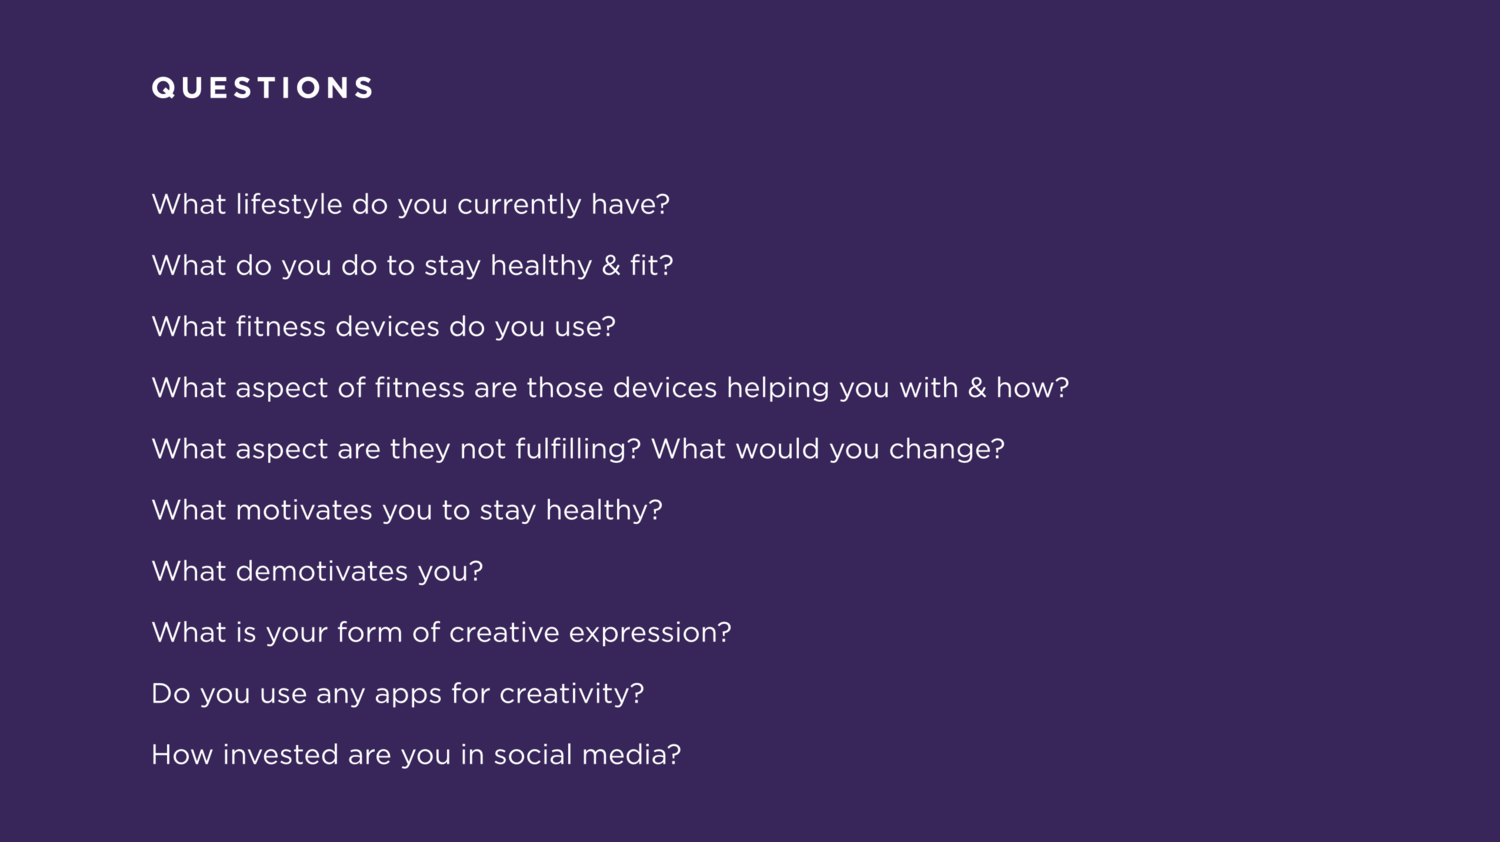 QUESTIONS
What lifestyle do you currently have?
What do you do to stay healthy & fit?
What fitness devices do you use?
What aspect of fitness are those devices helping you with & how?
What aspect are they not fulfilling? What would you change?
What motivates you to stay healthy?
What demotivates you?
What is your form of creative expression?
Do you use any apps for creativity?
How invested are you in social media?